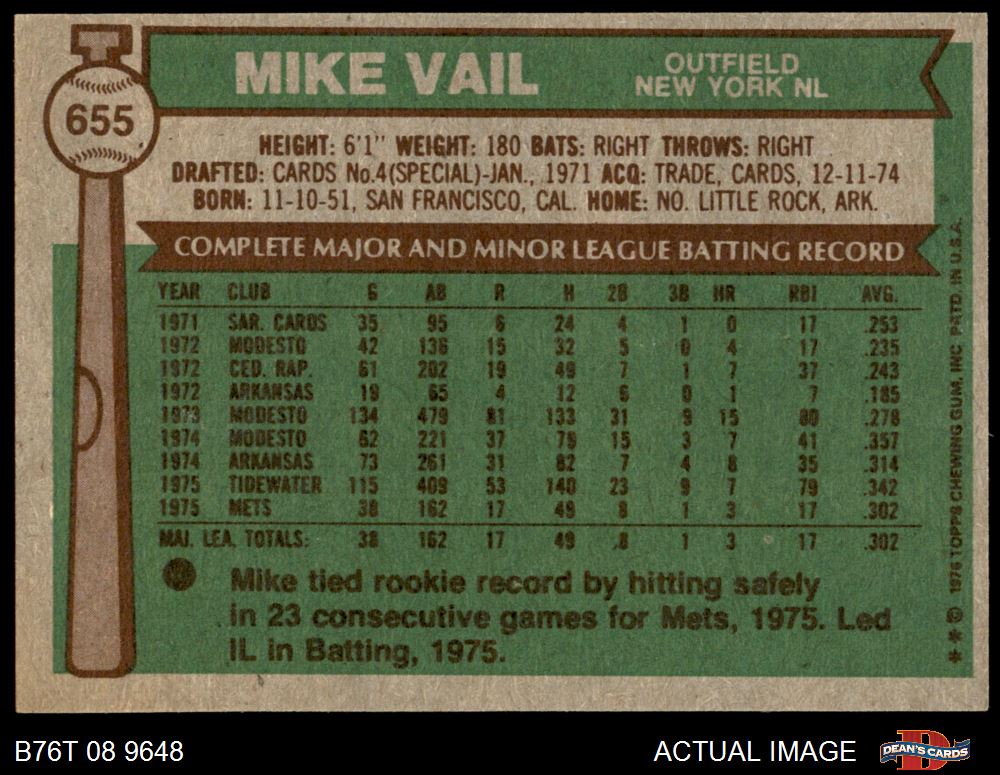 655
MIKE VAIL
OUTFIELD
NEW YORK NL
HEIGHT: 6'1" WEIGHT: 180 BATS: RIGHT THROWS: RIGHT
DRAFTED: CARDS No.4(SPECIAL)-JAN., 1971 ACQ: TRADE, CARDS, 12-11-74
BORN: 11-10-51, SAN FRANCISCO, CAL. HOME: NO. LITTLE ROCK, ARK.
COMPLETE MAJOR AND MINOR LEAGUE BATTING RECORD
YEAR CLUB G AB R H 2B 3B HR RBI AVG.
1971 SAR. CARDS 35 95 6 24 4 1 0 17 .253
1972 MODESTO 42 136 15 32 5 0 4 17 .235
1972 CED. RAP. 61 202 19 49 7 1 7 37 .243
1972 ARKANSAS 19 65 4 12 6 0 1 7 .185
1973 MODESTO 134 479 81 133 31 9 15 80 .278
1974 MODESTO 62 221 37 79 15 3 7 41 .357
1974 ARKANSAS 73 261 31 82 7 4 8 35 .314
1975 TIDEWATER 115 409 53 140 23 9 7 79 .342
1975 METS 38 162 17 49 8 1 3 17 .302
MAJ. LEA. TOTALS: 38 162 17 49 8 1 3 17 .302
Mike tied rookie record by hitting safely
in 23 consecutive games for Mets, 1975. Led
IL in Batting, 1975.
** © 1976 TOPPS CHEWING GUM, INC. PRTD. IN U.S.A.
B76T 08 9648
ACTUAL IMAGE
D
DEAN'S CARDS